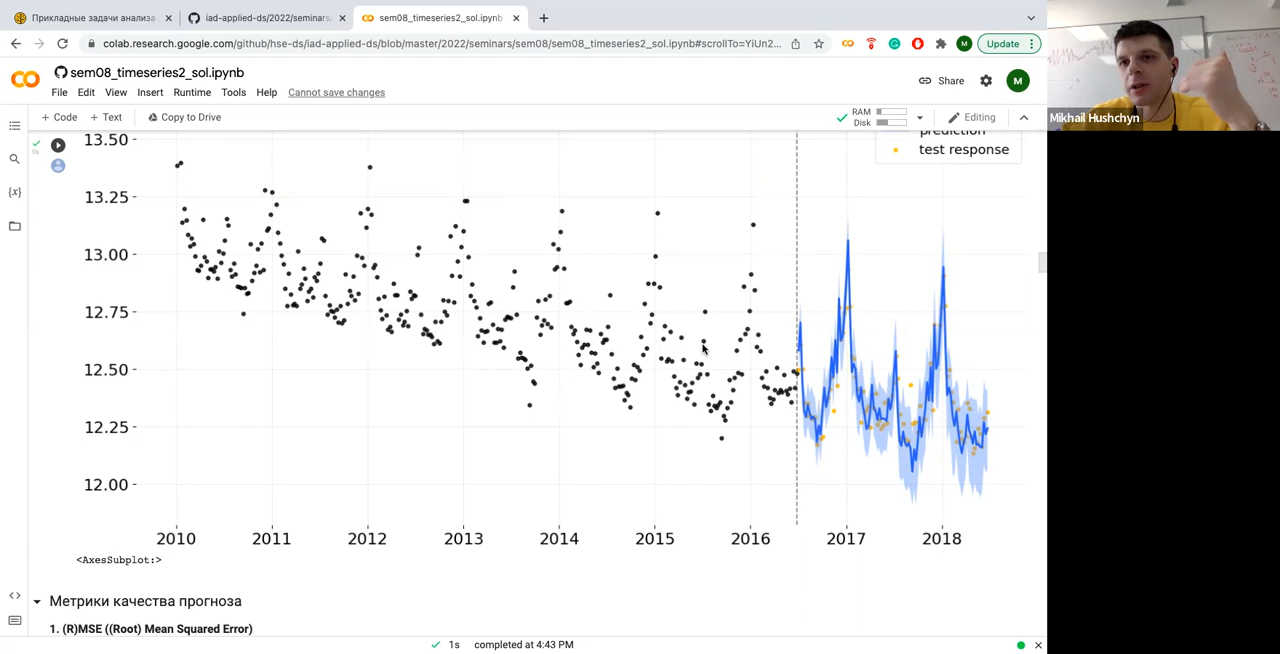 Прикладные задачи анализа
iad-applied-ds/2022/seminars
sem08_timeseries2_sol.ipynb
colab.research.google.com/github/hse-ds/iad-applied-ds/blob/master/2022/seminars/sem08/sem08_timeseries2_sol.ipynb#scrollTo=YiUn2...
M
Update
sem08_timeseries2_sol.ipynb
Share
M
File Edit View Insert Runtime Tools Help Cannot save changes
+ Code + Text Copy to Drive
RAM
Disk
Editing
Mikhail Hushchyn
{x}
prediction
test response
13.50
13.25
13.00
12.75
12.50
12.25
12.00
2010 2011 2012 2013 2014 2015 2016 2017 2018
<AxesSubplot:>
Метрики качества прогноза
1. (R)MSE ((Root) Mean Squared Error)
1s completed at 4:43 PM